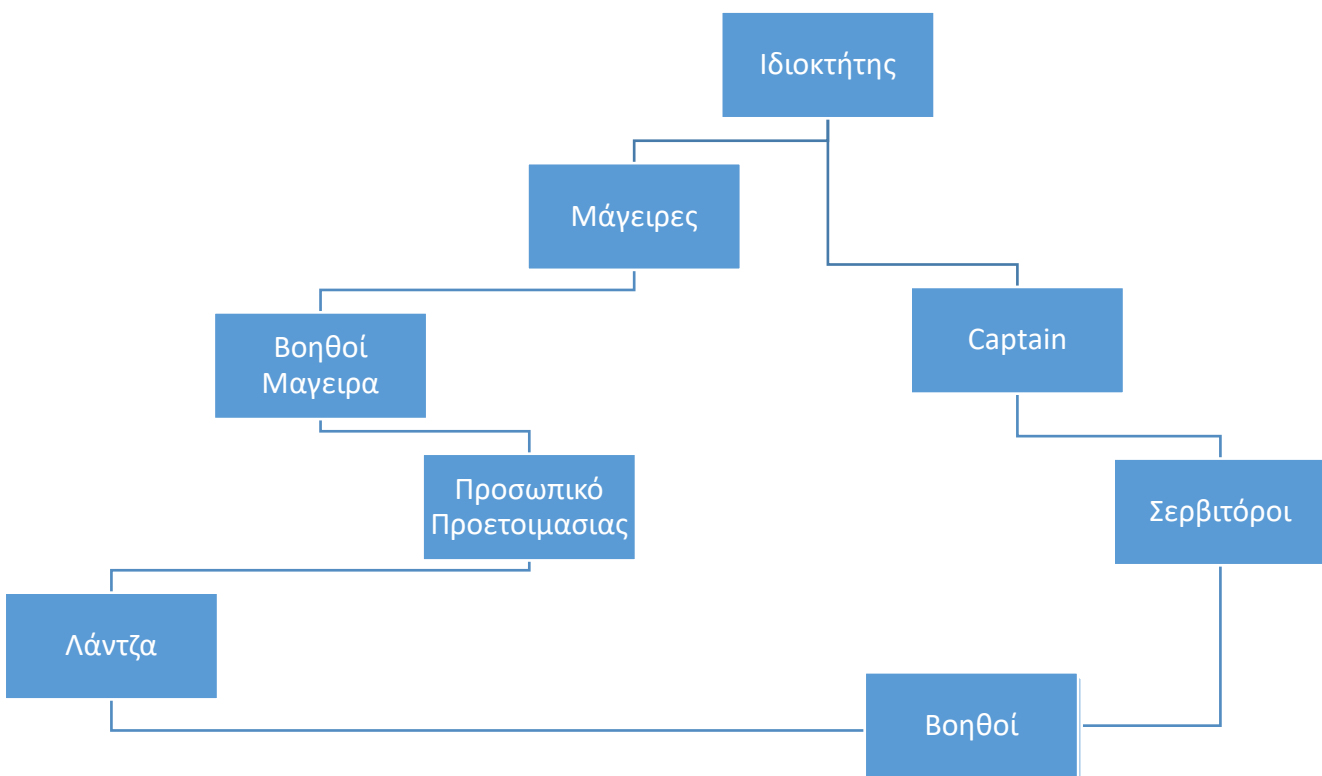 Ιδιοκτήτης
Μάγειρες
Captain
Βοηθοί
Μαγειρα
Προσωπικό
Προετοιμασιας
Σερβιτόροι
Λάντζα
Βοηθοί